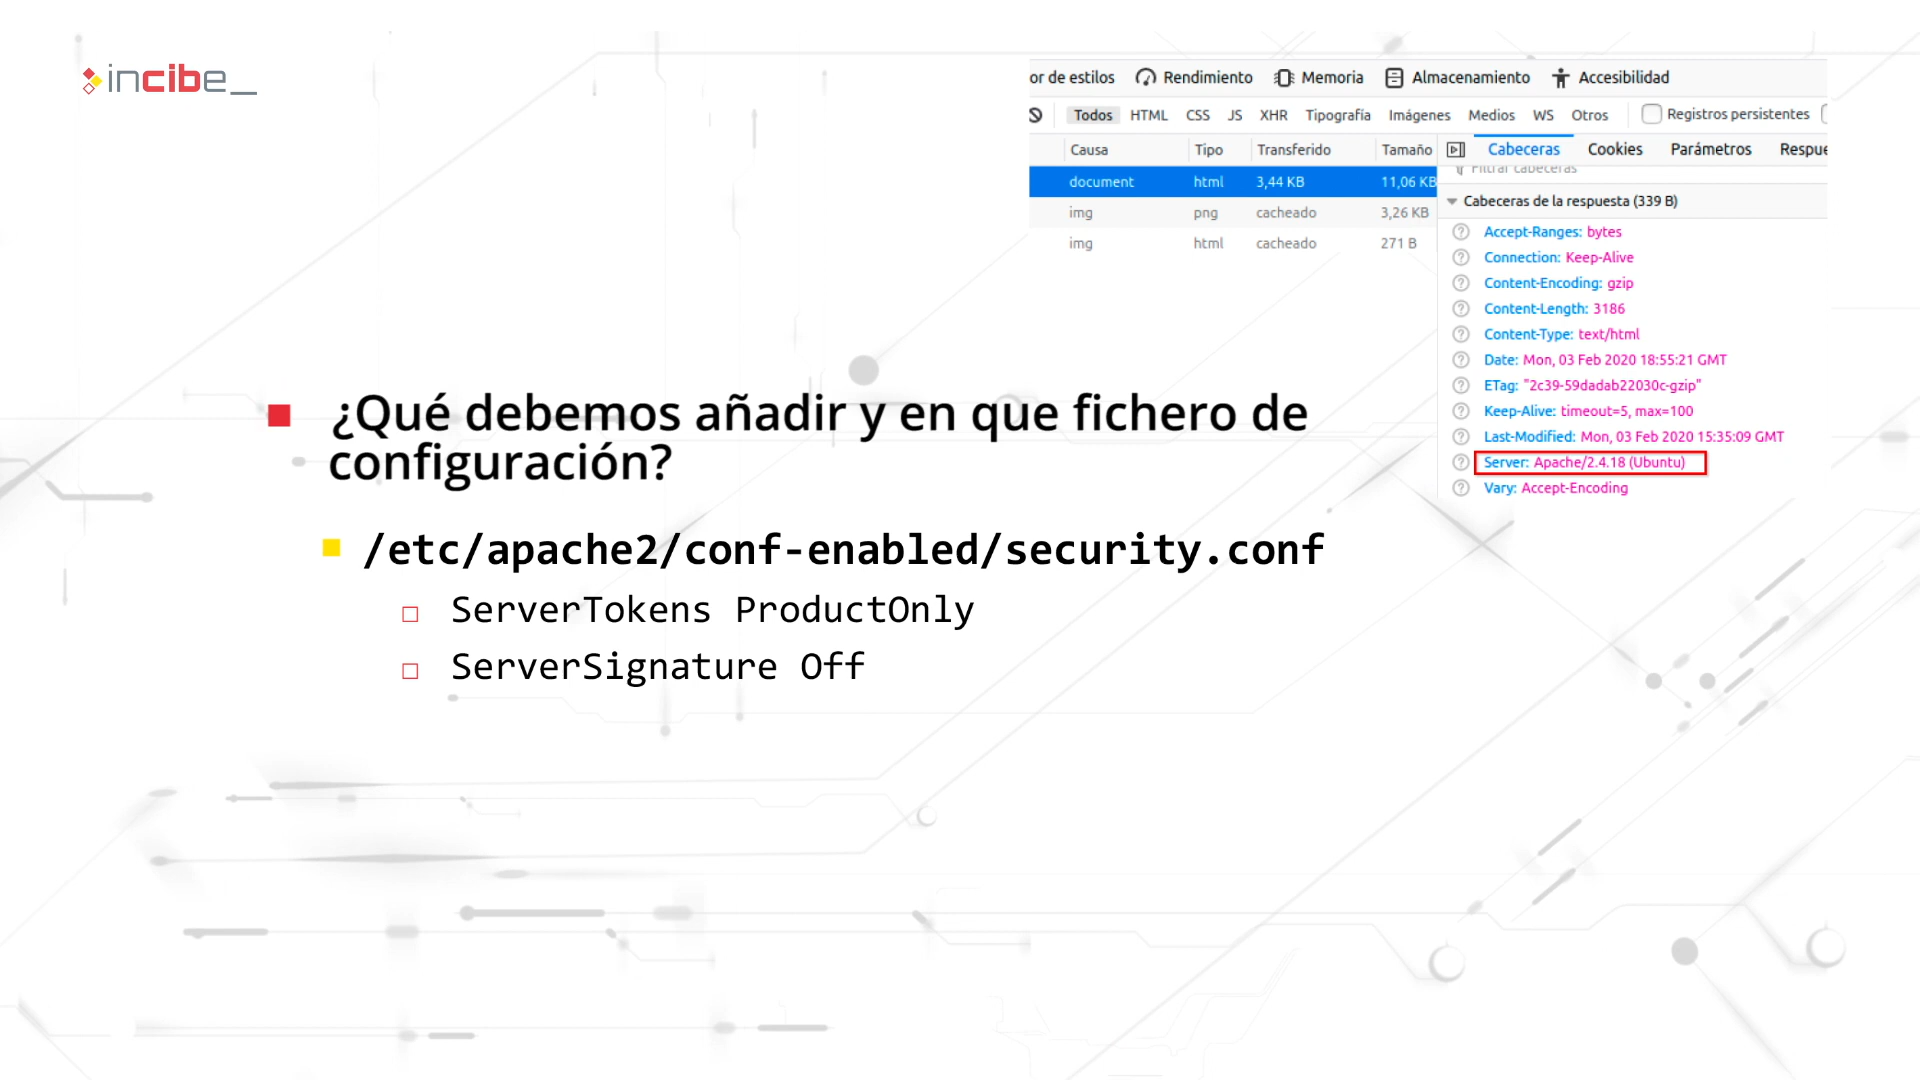 incibe_
or de estilos Rendimiento Memoria Almacenamiento Accesibilidad
Todos HTML CSS JS XHR Tipografía Imágenes Medios WS Otros Registros persistentes
Causa Tipo Transferido Tamaño Cabeceras Cookies Parámetros Respue
Filtrar cabeceras
document html 3,44 KB 11,06 KB
img png cacheado 3,26 KB
img html cacheado 271 B
Cabeceras de la respuesta (339 B)
Accept-Ranges: bytes
Connection: Keep-Alive
Content-Encoding: gzip
Content-Length: 3186
Content-Type: text/html
Date: Mon, 03 Feb 2020 18:55:21 GMT
ETag: "2c39-59dadab22030c-gzip"
Keep-Alive: timeout=5, max=100
Last-Modified: Mon, 03 Feb 2020 15:35:09 GMT
Server: Apache/2.4.18 (Ubuntu)
Vary: Accept-Encoding
¿Qué debemos añadir y en que fichero de
configuración?
/etc/apache2/conf-enabled/security.conf
ServerTokens ProductOnly
ServerSignature Off